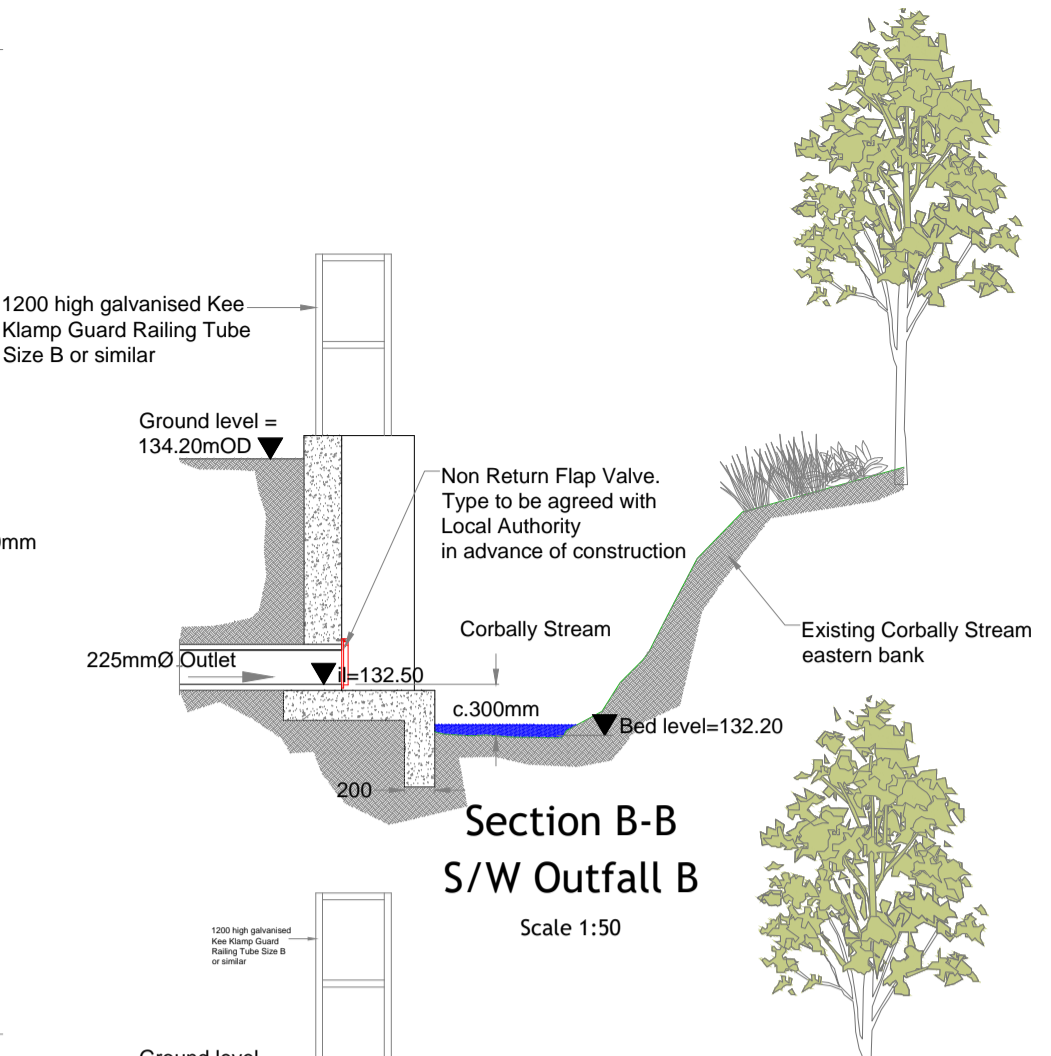 1200 high galvanised Kee
Klamp Guard Railing Tube
Size B or similar
Ground level =
134.20mOD
Non Return Flap Valve.
Type to be agreed with
Local Authority
in advance of construction
mm
Corbally Stream
Existing Corbally Stream
eastern bank
225mmØ Outlet
il=132.50
c.300mm
Bed level=132.20
200
Section B-B
S/W Outfall B
Scale 1:50
1200 high galvanised
Kee Klamp Guard
Railing Tube Size B
or similar
Ground level